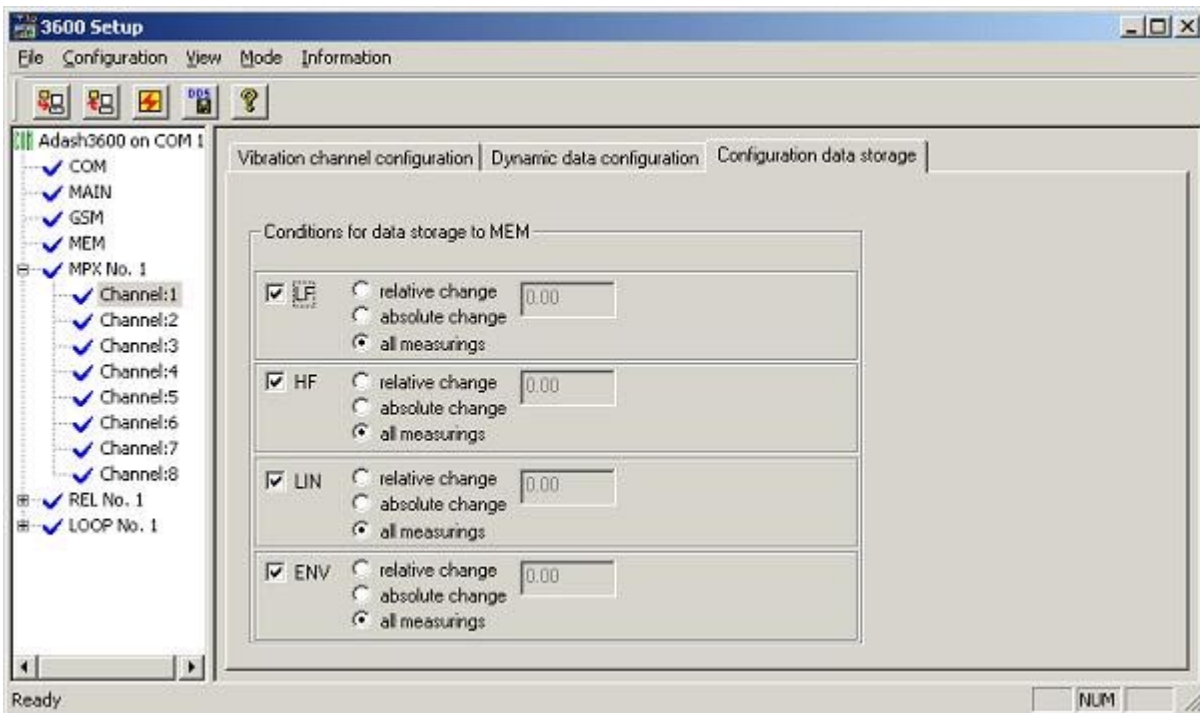 3600 Setup
File Configuration View Mode Information
DDS
Adash3600 on COM 1
COM
MAIN
GSM
MEM
MPX No. 1
Channel:1
Channel:2
Channel:3
Channel:4
Channel:5
Channel:6
Channel:7
Channel:8
REL No. 1
LOOP No. 1
Vibration channel configuration Dynamic data configuration Configuration data storage
Conditions for data storage to MEM
LF relative change 0.00
absolute change
all measurings
HF relative change 0.00
absolute change
all measurings
LIN relative change 0.00
absolute change
all measurings
ENV relative change 0.00
absolute change
all measurings
Ready NUM